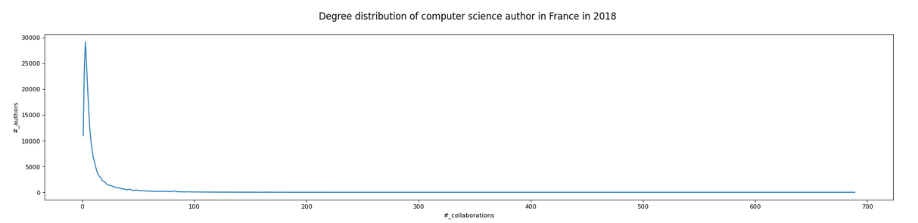 Degree distribution of computer science author in France in 2018
30000
25000
20000
15000
10000
5000
0
#_authors
0 100 200 300 400 500 600 700
#_collaborations